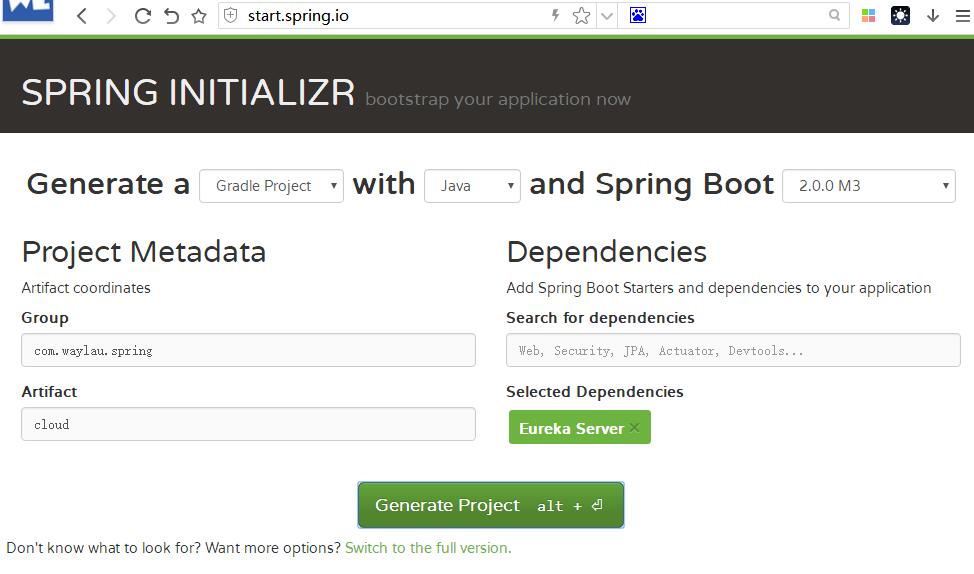 start.spring.io
SPRING INITIALIZR bootstrap your application now
Generate a Gradle Project with Java and Spring Boot 2.0.0 M3
Project Metadata
Artifact coordinates
Group
com.waylau.spring
Artifact
cloud
Dependencies
Add Spring Boot Starters and dependencies to your application
Search for dependencies
Web, Security, JPA, Actuator, Devtools...
Selected Dependencies
Eureka Server ×
Generate Project alt + ⏎
Don't know what to look for? Want more options? Switch to the full version.